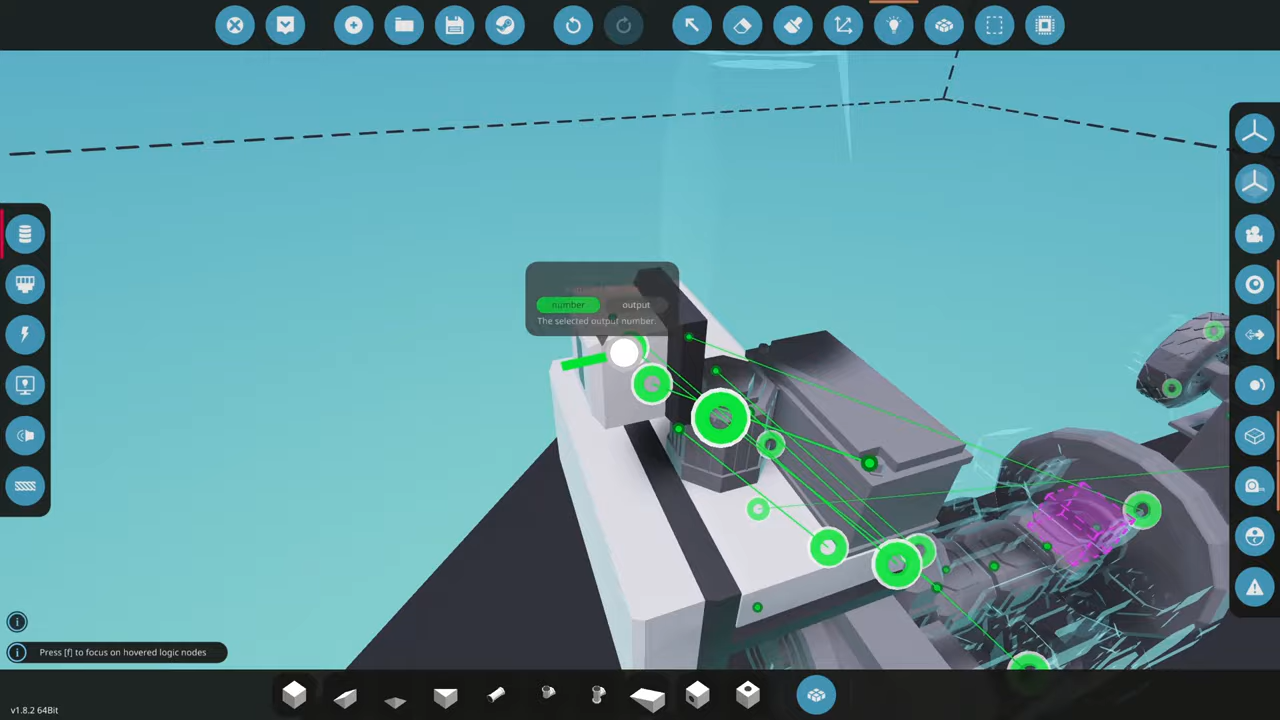 number output
The selected output number.
Press [f] to focus on hovered logic nodes
v1.8.2 64Bit